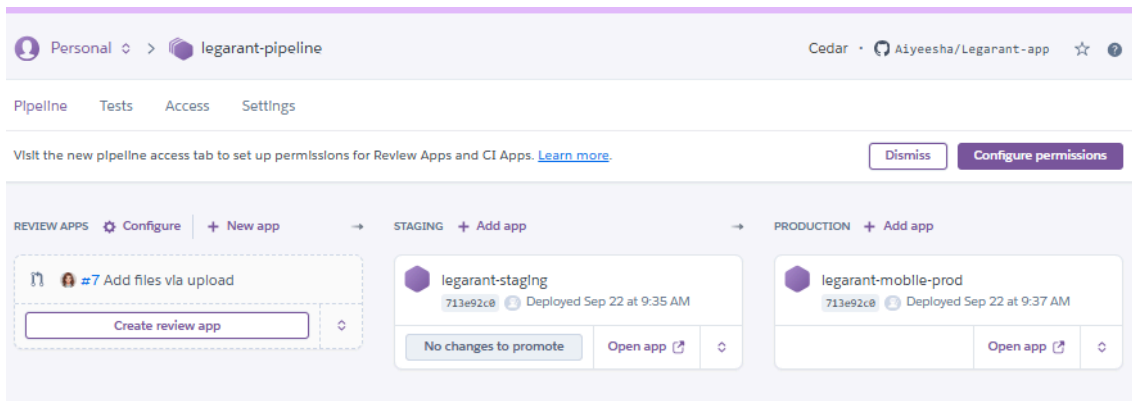 Personal > legarant-pipeline
Cedar · Aiyeesha/Legarant-app
Pipeline Tests Access Settings
Visit the new pipeline access tab to set up permissions for Review Apps and CI Apps. Learn more.
Dismiss
Configure permissions
REVIEW APPS Configure + New app
#7 Add files via upload
Create review app
STAGING + Add app
legarant-staging
713e92c0 Deployed Sep 22 at 9:35 AM
No changes to promote
Open app
PRODUCTION + Add app
legarant-mobile-prod
713e92c0 Deployed Sep 22 at 9:37 AM
Open app